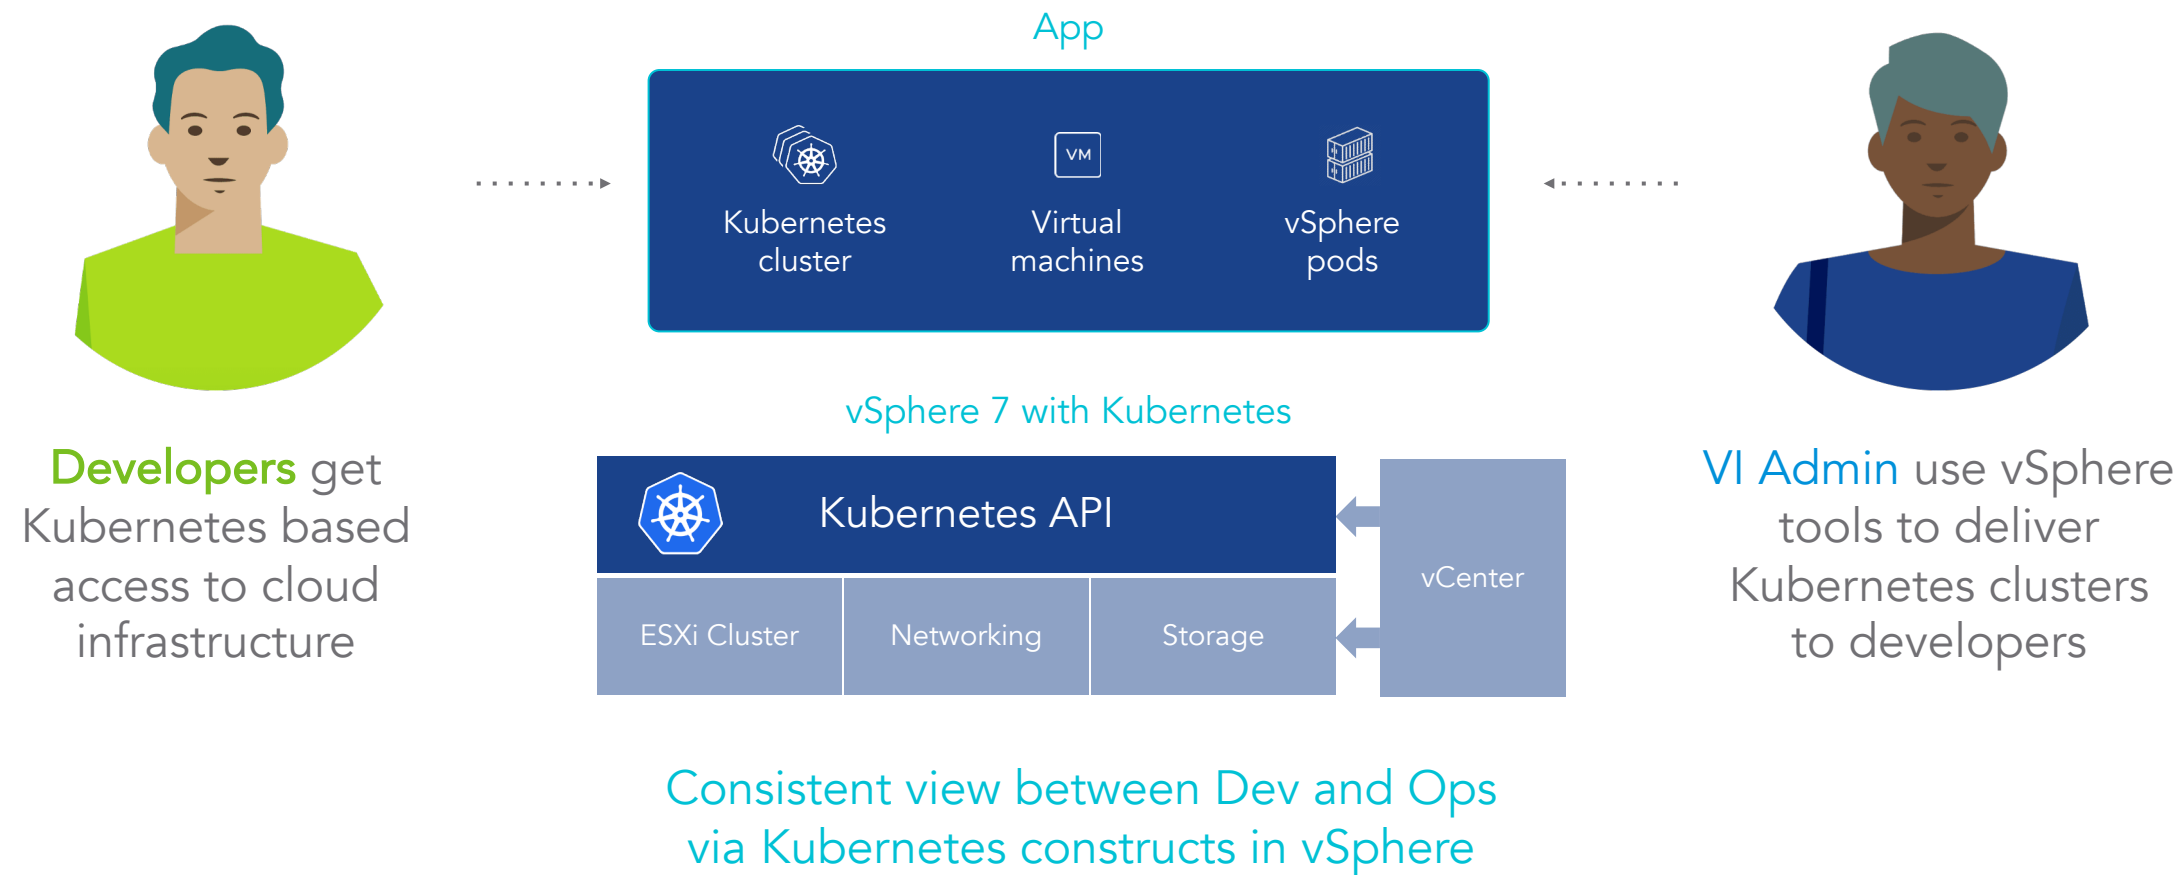 App
Kubernetes
cluster
VM
Virtual
machines
vSphere
pods
Developers get
Kubernetes based
access to cloud
infrastructure
vSphere 7 with Kubernetes
Kubernetes API
ESXi Cluster
Networking
Storage
vCenter
VI Admin use vSphere
tools to deliver
Kubernetes clusters
to developers
Consistent view between Dev and Ops
via Kubernetes constructs in vSphere